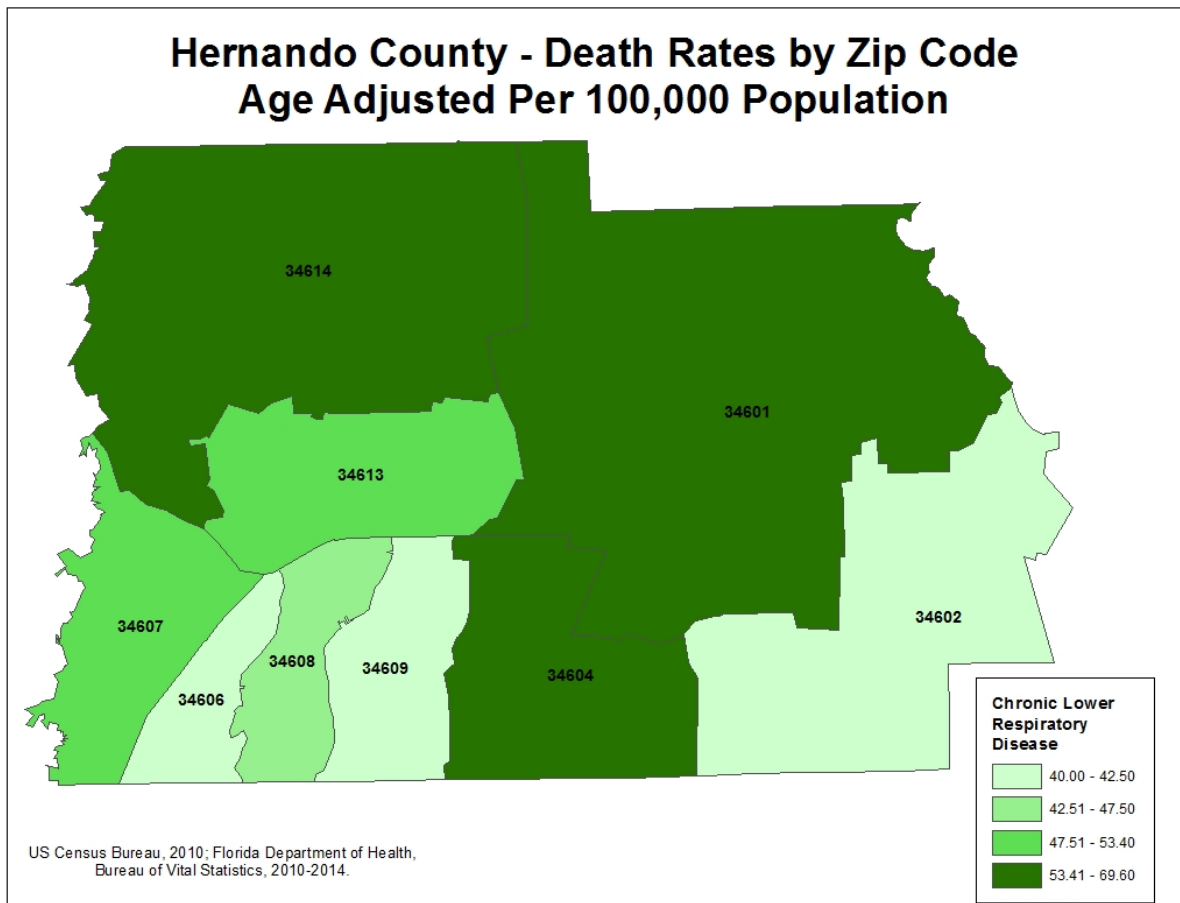 Hernando County - Death Rates by Zip Code
Age Adjusted Per 100,000 Population
34614
34601
34613
34607
34608
34609
34606
34604
34602
Chronic Lower
Respiratory
Disease
40.00 - 42.50
42.51 - 47.50
47.51 - 53.40
53.41 - 69.60
US Census Bureau, 2010; Florida Department of Health,
Bureau of Vital Statistics, 2010-2014.